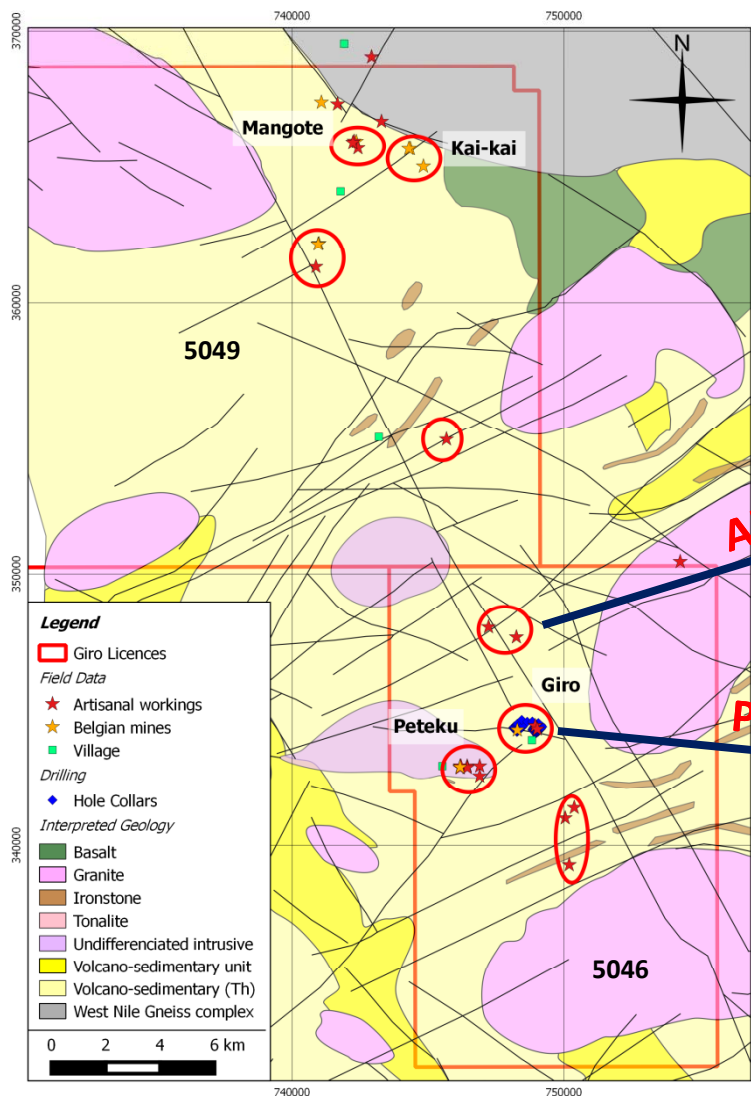 740000
750000
370000
N
Mangote
Kai-kai
360000
5049
A
350000
Legend
Giro Licences
Field Data
Artisanal workings
Belgian mines
Village
Drilling
Hole Collars
Interpreted Geology
Basalt
Granite
Ironstone
Tonalite
Undifferenciated intrusive
Volcano-sedimentary unit
Volcano-sedimentary (Th)
West Nile Gneiss complex
0 2 4 6 km
Giro
P
Peteku
340000
5046
740000
750000